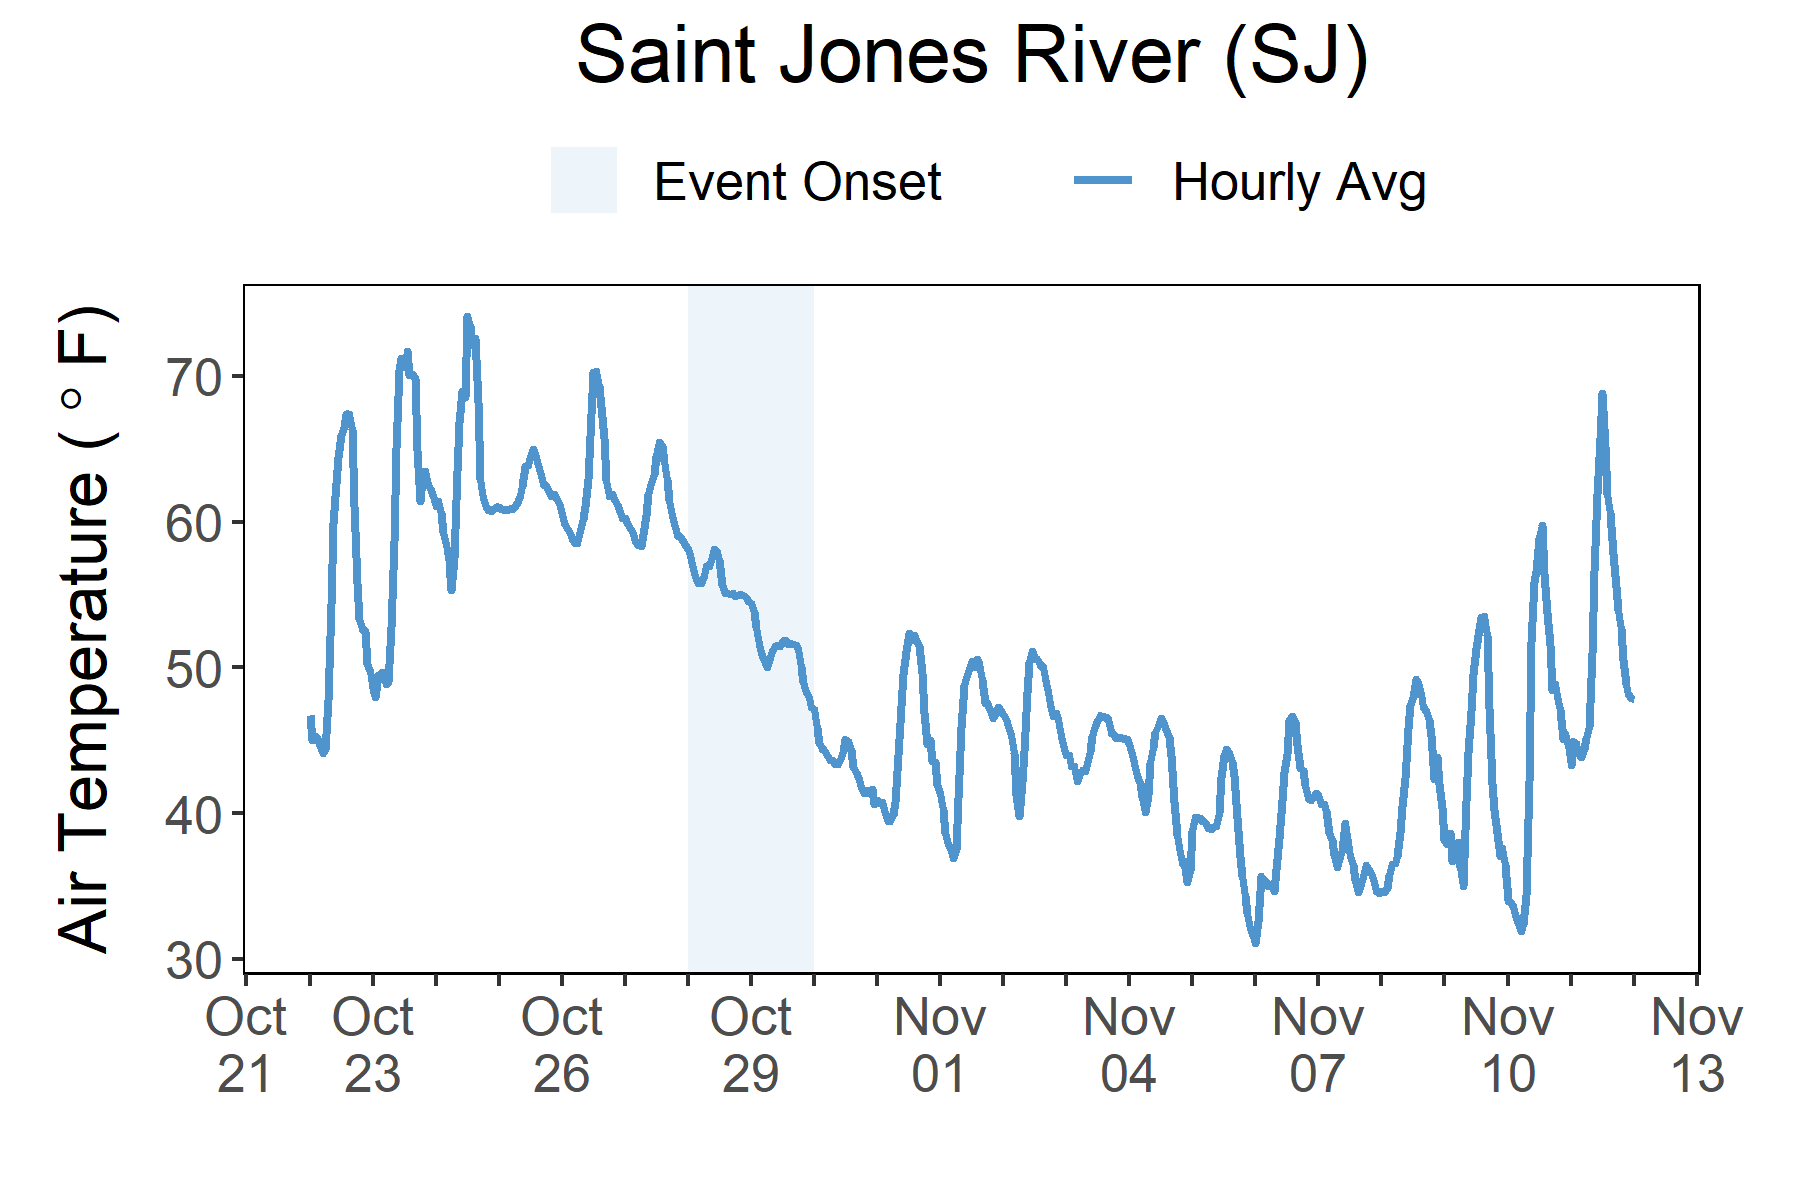 Saint Jones River (SJ)
Event Onset
Hourly Avg
Air Temperature ( ° F)
70
60
50
40
30
Oct Oct Oct Oct Nov Nov Nov Nov Nov
21 23 26 29 01 04 07 10 13